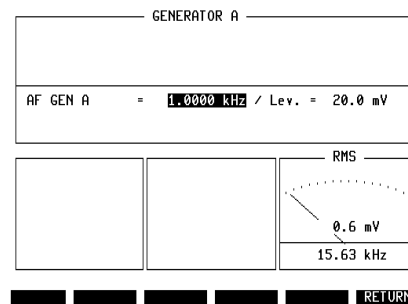 GENERATOR A
AF GEN A = 1.0000 kHz / Lev. = 20.0 mV
RMS
0.6 mV
15.63 kHz
RETURN